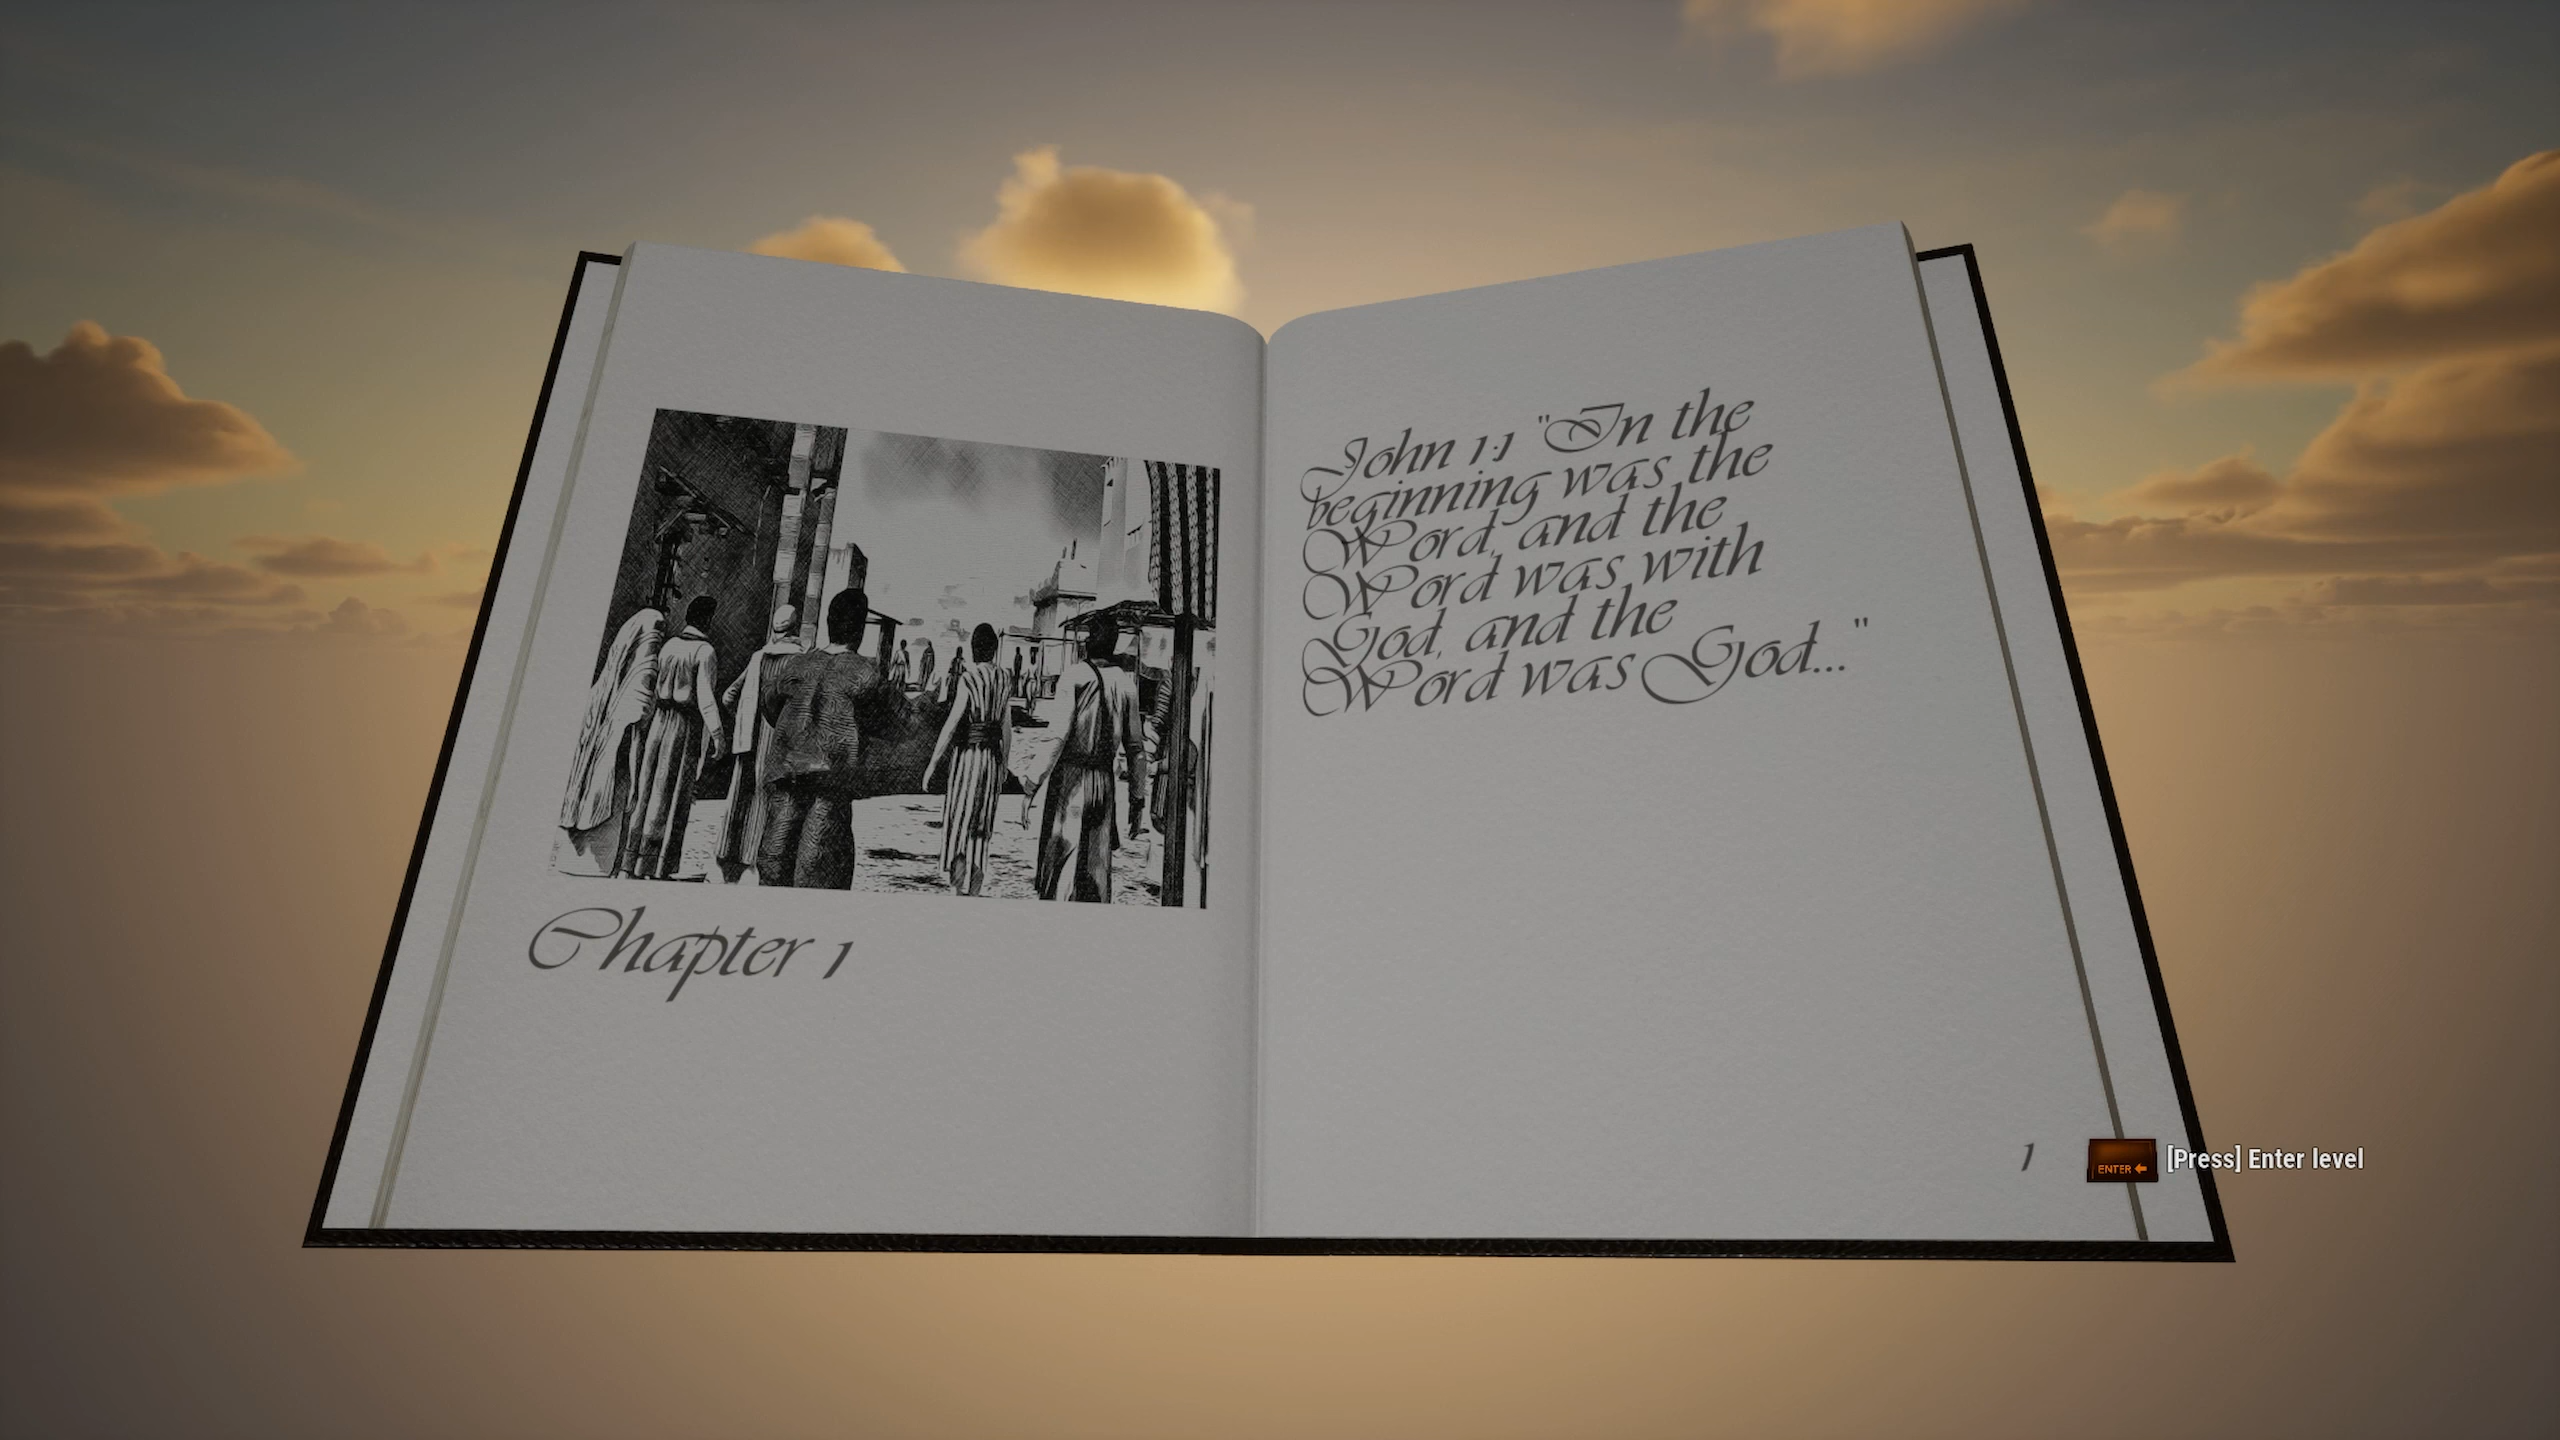 Chapter 1
John 1:1 "In the
beginning was the
Word, and the
Word was with
God, and the
Word was God..."
1
ENTER
[Press] Enter level